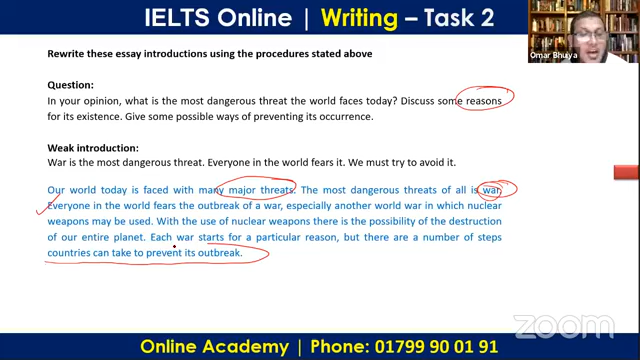 IELTS Online | Writing – Task 2
Omar Bhuiya
Rewrite these essay introductions using the procedures stated above
Question:
In your opinion, what is the most dangerous threat the world faces today? Discuss some reasons
for its existence. Give some possible ways of preventing its occurrence.
Weak introduction:
War is the most dangerous threat. Everyone in the world fears it. We must try to avoid it.
Our world today is faced with many major threats. The most dangerous threats of all is war.
Everyone in the world fears the outbreak of a war, especially another world war in which nuclear
weapons may be used. With the use of nuclear weapons there is the possibility of the destruction
of our entire planet. Each war starts for a particular reason, but there are a number of steps
countries can take to prevent its outbreak.
zoom
Online Academy | Phone: 01799 90 01 91